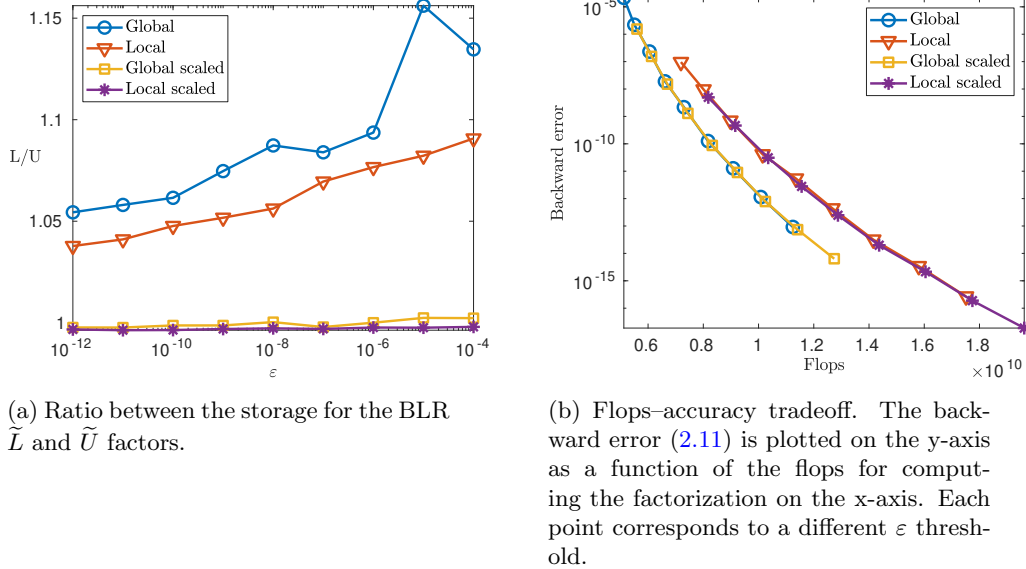 1.15
1.1
L/U
1.05
1
10^-12
10^-10
10^-8
10^-6
10^-4
ε
Global
Local
Global scaled
Local scaled
(a) Ratio between the storage for the BLR
L̃ and Ũ factors.
10^-5
10^-10
10^-15
Backward error
0.6
0.8
1
1.2
1.4
1.6
1.8
Flops
×10^10
Global
Local
Global scaled
Local scaled
(b) Flops–accuracy tradeoff. The back-
ward error (2.11) is plotted on the y-axis
as a function of the flops for comput-
ing the factorization on the x-axis. Each
point corresponds to a different ε thresh-
old.